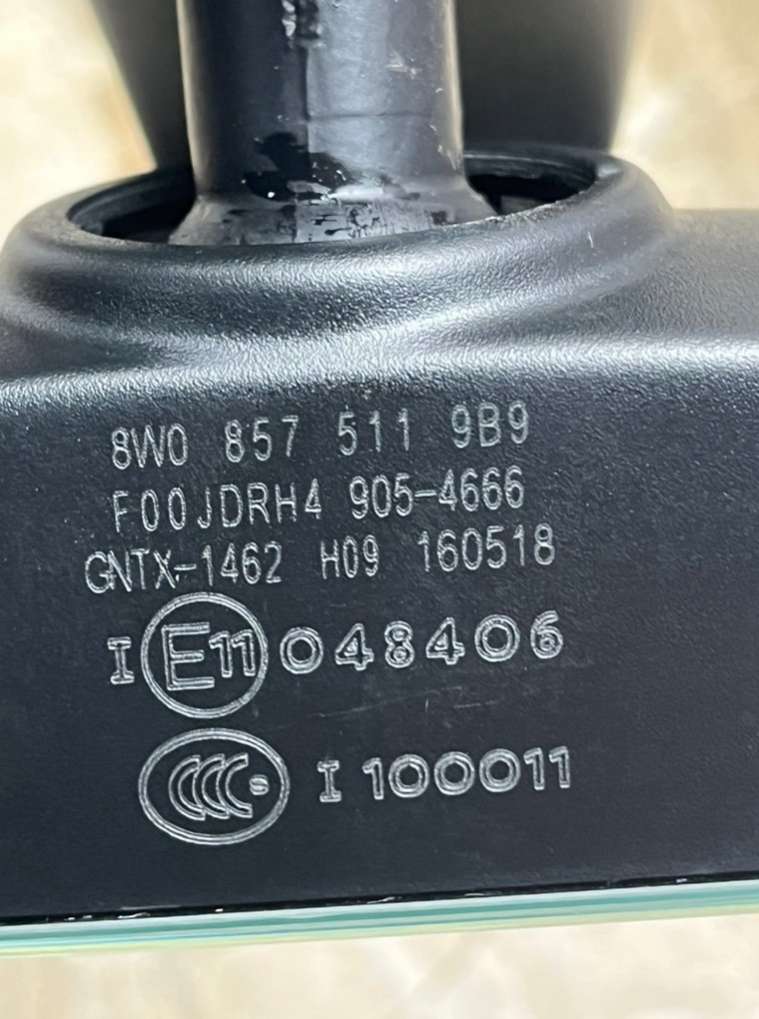 8W0 857 511 9B9
F00JDRH4 905-4666
GNTX-1462 H09 160518
I E11 048406
CCC I 100011